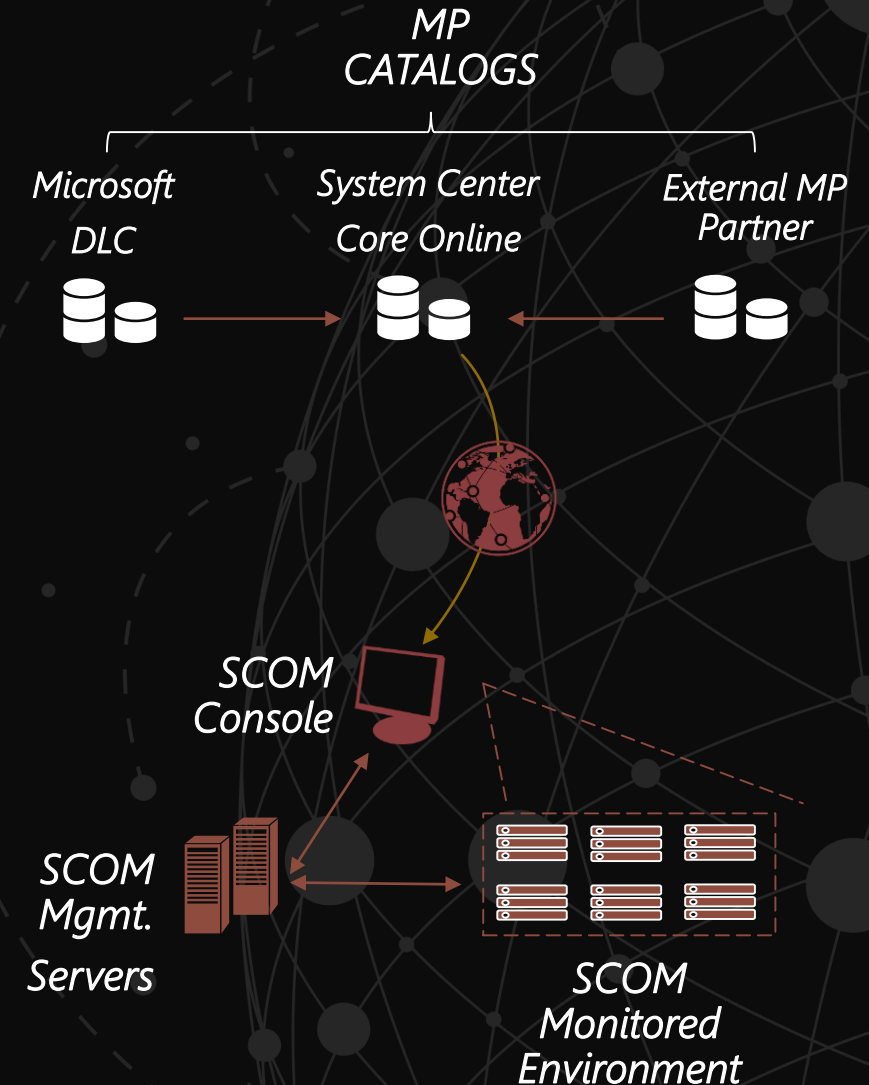 MP
CATALOGS
Microsoft
DLC
System Center
Core Online
External MP
Partner
SCOM
Console
SCOM
Mgmt.
Servers
SCOM
Monitored
Environment